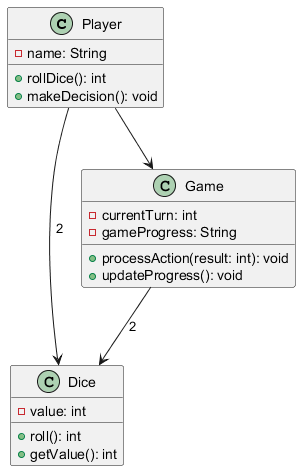 C Player
name: String
rollDice(): int
makeDecision(): void
C Game
currentTurn: int
gameProgress: String
processAction(result: int): void
updateProgress(): void
2
2
C Dice
value: int
roll(): int
getValue(): int